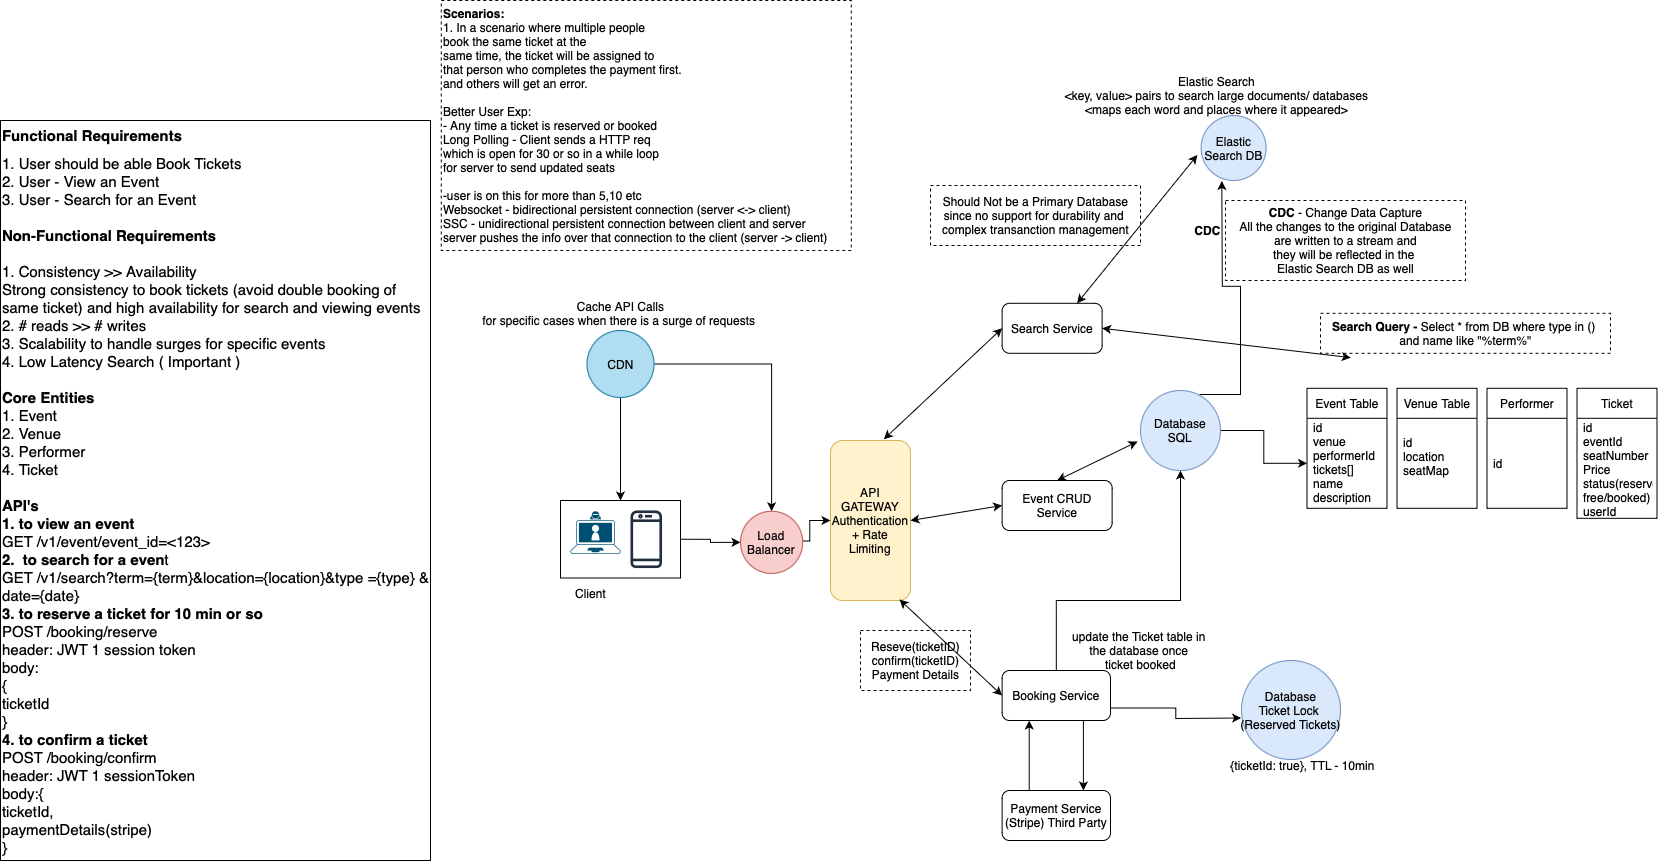 Scenarios:
1. In a scenario where multiple people
book the same ticket at the
same time, the ticket will be assigned to
that person who completes the payment first.
and others will get an error.
Better User Exp:
- Any time a ticket is reserved or booked
Long Polling - Client sends a HTTP req
which is open for 30 or so in a while loop
for server to send updated seats
-user is on this for more than 5,10 etc
Websocket - bidirectional persistent connection (server <-> client)
SSC - unidirectional persistent connection between client and server
server pushes the info over that connection to the client (server -> client)
Functional Requirements
1. User should be able Book Tickets
2. User - View an Event
3. User - Search for an Event
Non-Functional Requirements
1. Consistency >> Availability
Strong consistency to book tickets (avoid double booking of
same ticket) and high availability for search and viewing events
2. # reads >> # writes
3. Scalability to handle surges for specific events
4. Low Latency Search ( Important )
Core Entities
1. Event
2. Venue
3. Performer
4. Ticket
API's
1. to view an event
GET /v1/event/event_id=<123>
2.  to search for a event
GET /v1/search?term={term}&location={location}&type ={type} &
date={date}
3. to reserve a ticket for 10 min or so
POST /booking/reserve
header: JWT 1 session token
body:
{
ticketId
}
4. to confirm a ticket
POST /booking/confirm
header: JWT 1 sessionToken
body:{
ticketId,
paymentDetails(stripe)
}
Cache API Calls
for specific cases when there is a surge of requests
CDN
Client
Load
Balancer
API
GATEWAY
Authentication
+ Rate
Limiting
Elastic Search
<key, value> pairs to search large documents/ databases
<maps each word and places where it appeared>
Elastic
Search DB
Should Not be a Primary Database
since no support for durability and
complex transanction management
CDC
CDC - Change Data Capture
All the changes to the original Database
are written to a stream and
they will be reflected in the
Elastic Search DB as well
Search Service
Search Query - Select * from DB where type in ()
and name like "%term%"
Database
SQL
Event CRUD
Service
Event Table
id
venue
performerId
tickets[]
name
description
Venue Table
id
location
seatMap
Performer
id
Ticket
id
eventId
seatNumber
Price
status(reserv
free/booked)
userId
Reseve(ticketID)
confirm(ticketID)
Payment Details
update the Ticket table in
the database once
ticket booked
Booking Service
Database
Ticket Lock
(Reserved Tickets)
{ticketId: true}, TTL - 10min
Payment Service
(Stripe) Third Party